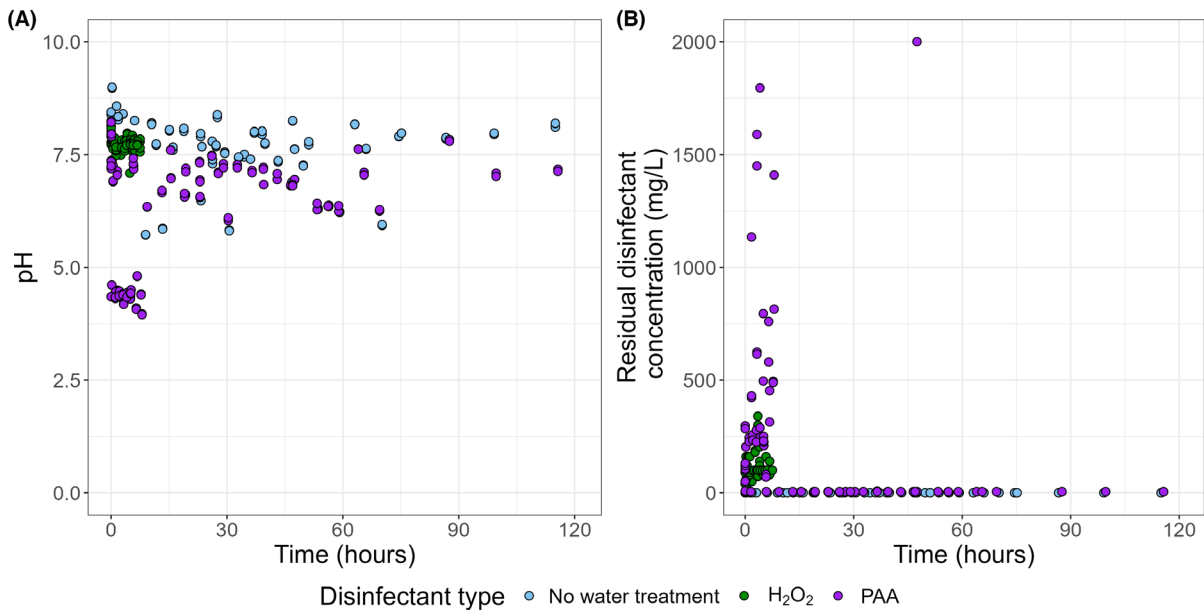 (A)
10.0
7.5
5.0
2.5
0.0
pH
0
30
60
90
120
Time (hours)
(B)
2000
1500
1000
500
0
Residual disinfectant
concentration (mg/L)
0
30
60
90
120
Time (hours)
Disinfectant type
No water treatment
H₂O₂
PAA